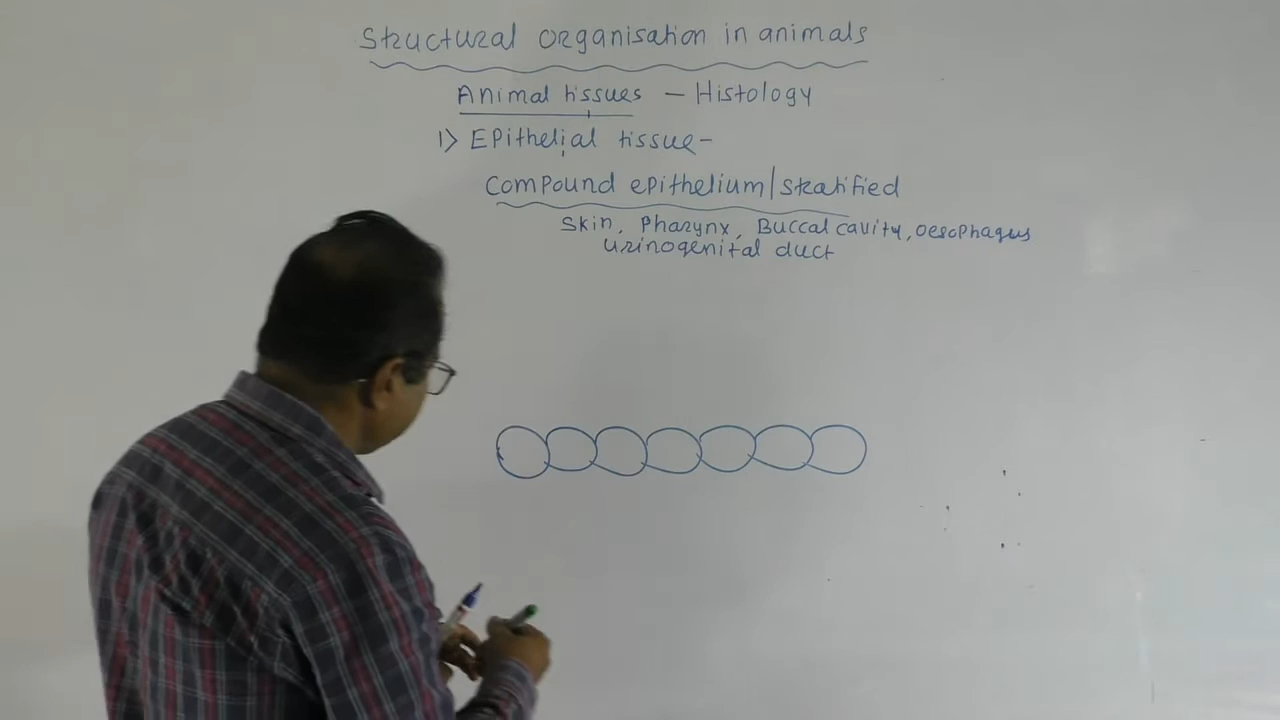 Structural organisation in animals
Animal tissues - Histology
1) Epithelial tissue-
Compound epithelium/stratified
Skin, Pharynx, Buccal cavity, oesophagus
urinogenital duct